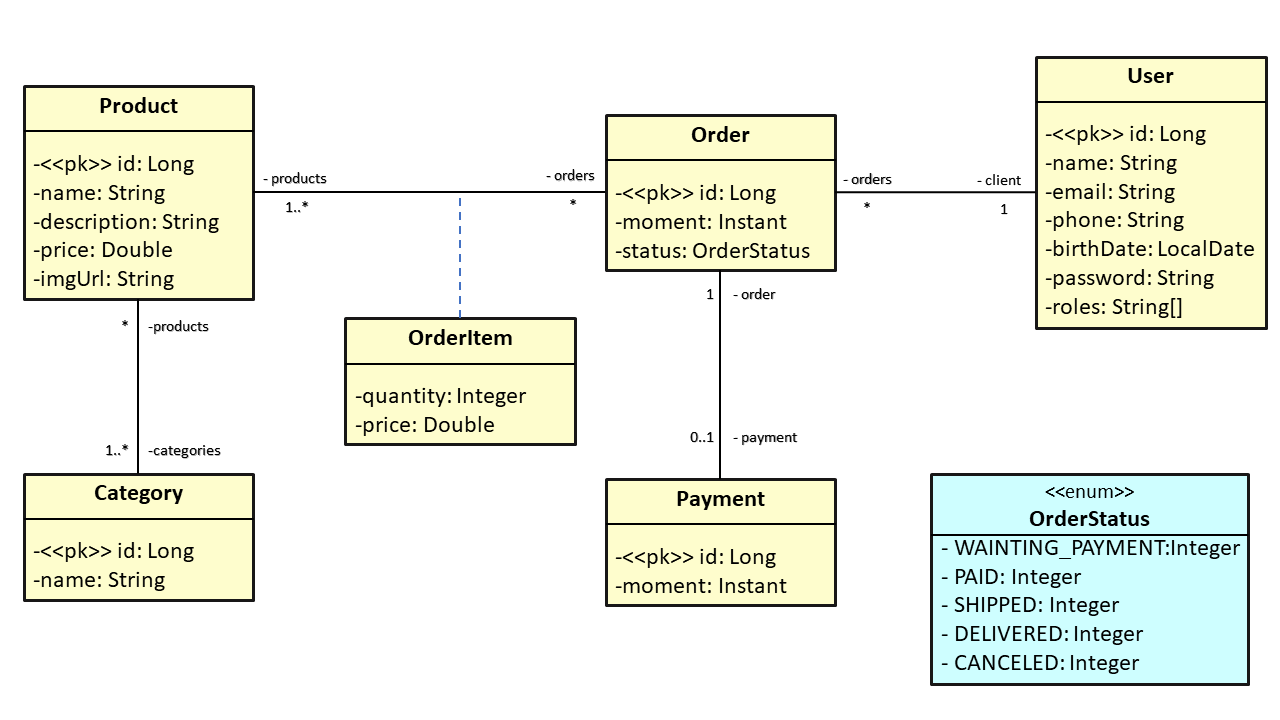 Product
-<<pk>> id: Long
-name: String
-description: String
-price: Double
-imgUrl: String
- products
1..*
- orders
*
Order
-<<pk>> id: Long
-moment: Instant
-status: OrderStatus
- orders
*
- client
1
User
-<<pk>> id: Long
-name: String
-email: String
-phone: String
-birthDate: LocalDate
-password: String
-roles: String[]
* -products
1..* -categories
Category
-<<pk>> id: Long
-name: String
OrderItem
-quantity: Integer
-price: Double
1 - order
0..1 - payment
Payment
-<<pk>> id: Long
-moment: Instant
<<enum>>
OrderStatus
- WAINTING_PAYMENT:Integer
- PAID: Integer
- SHIPPED: Integer
- DELIVERED: Integer
- CANCELED: Integer